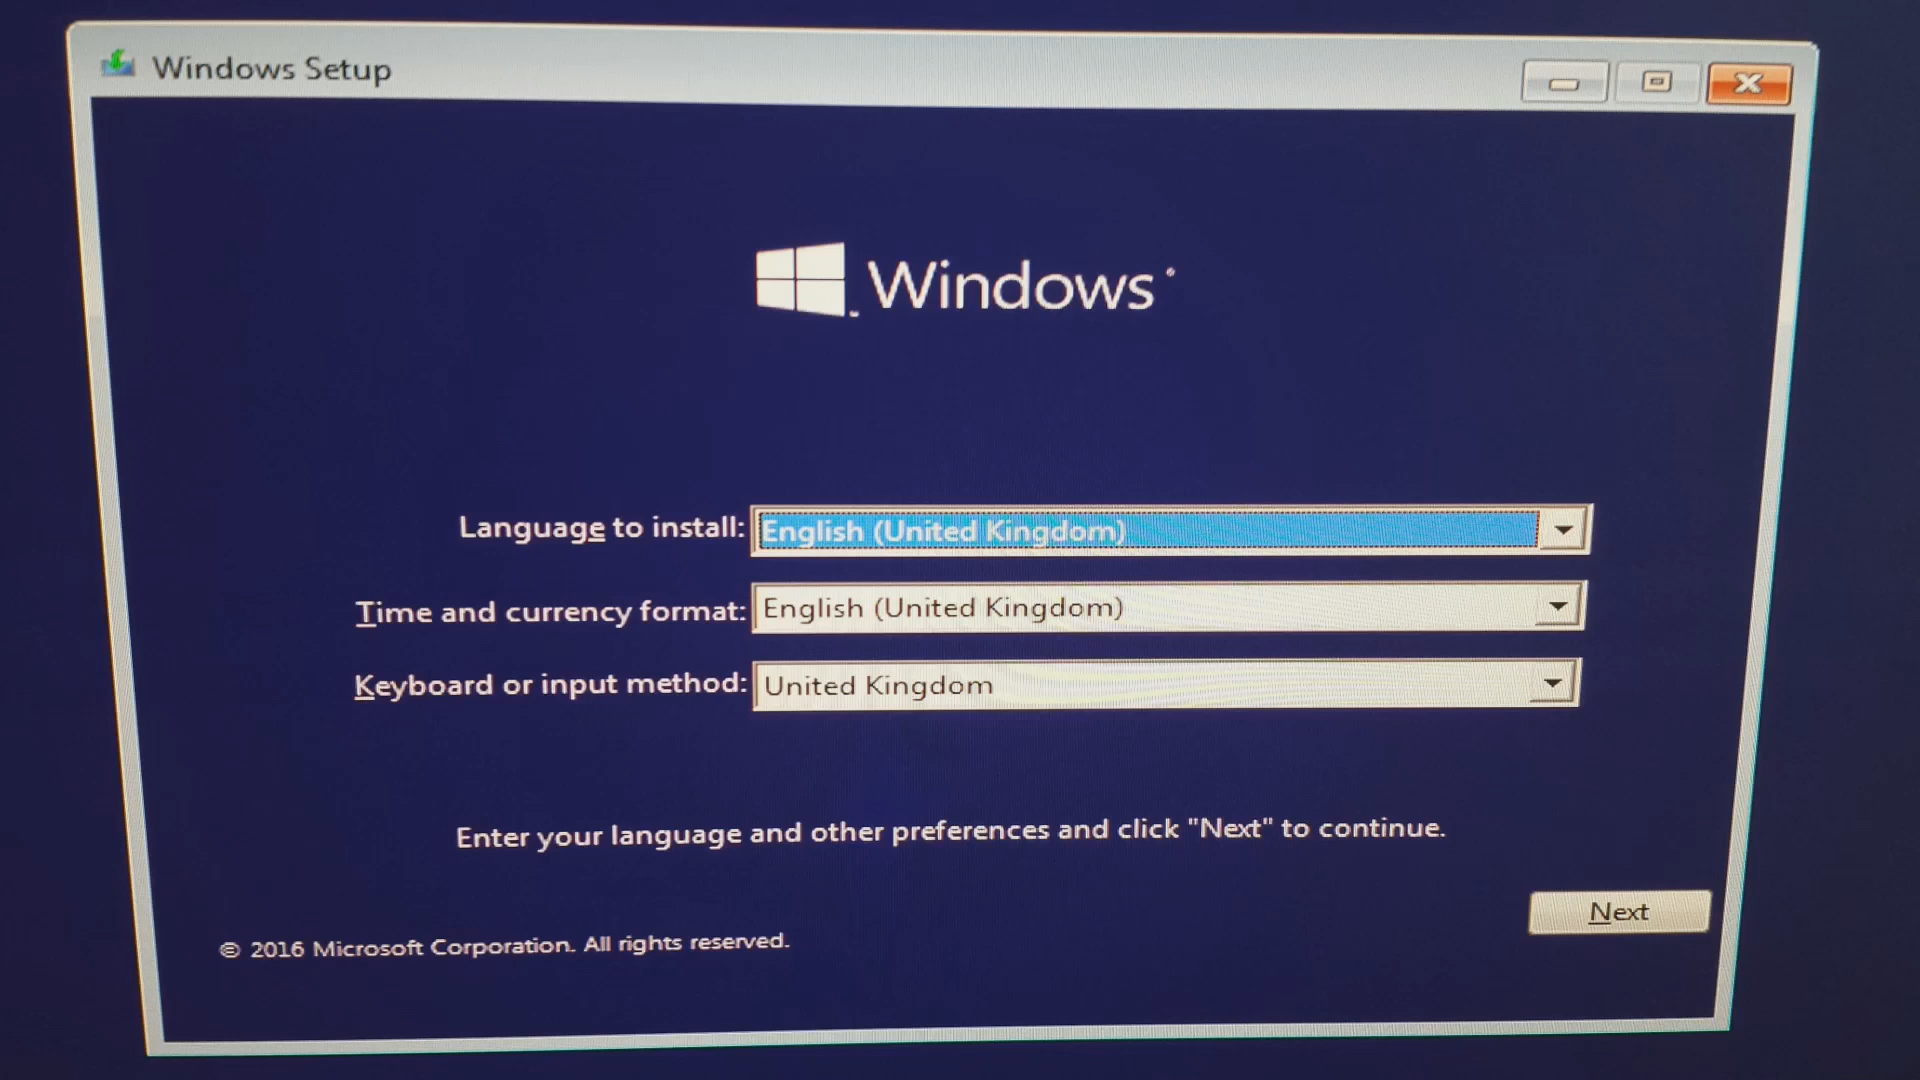 Windows Setup
Windows
Language to install: English (United Kingdom)
Time and currency format: English (United Kingdom)
Keyboard or input method: United Kingdom
Enter your language and other preferences and click "Next" to continue.
Next
© 2016 Microsoft Corporation. All rights reserved.